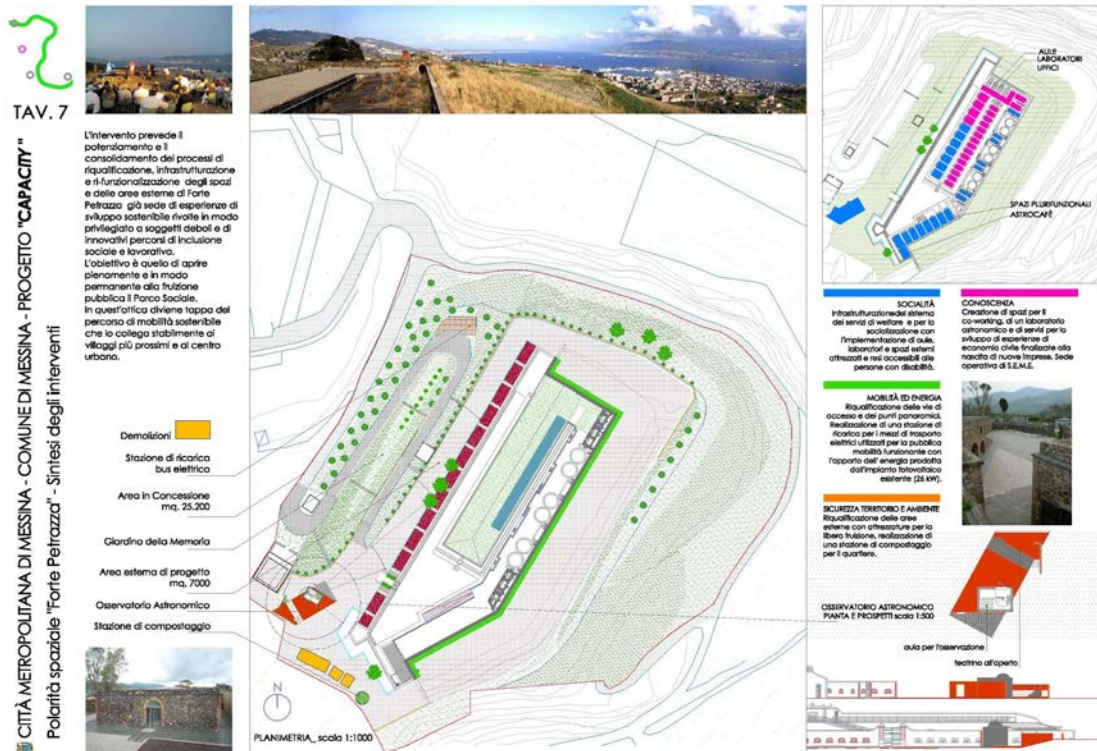 TAV. 7
CITTÀ METROPOLITANA DI MESSINA - COMUNE DI MESSINA - PROGETTO "CAPACITY"
Polarità spaziale "Forte Petrazza" - Sintesi degli interventi
L'intervento prevede il
potenziamento e il
consolidamento dei processi di
riqualificazione, infrastrutturazione
e ri-funzionalizzazione degli spazi
e delle aree esterne di Forte
Petrazza già sede di esperienze di
sviluppo sostenibile rivolte in modo
privilegiato a soggetti deboli e di
innovativi percorsi di inclusione
sociale e lavorativa.
L'obiettivo è quello di aprire
pienamente e in modo
permanente alla fruizione
pubblica il Parco Sociale.
In quest'ottica diviene tappa del
percorso di mobilità sostenibile
che lo collega stabilmente ai
villaggi più prossimi e al centro
urbano.
Demolizioni
Stazione di ricarica
bus elettrico
Area in Concessione
mq. 25.200
Giardino della Memoria
Area esterna di progetto
mq. 7000
Osservatorio Astronomico
Stazione di compostaggio
N
PLANIMETRIA_ scala 1:1000
AULE
LABORATORI
UFFICI
SPAZI PLURIFUNZIONALI
ASTROCAFÈ
SOCIALITÀ
Infrastrutturazionedel sistema
dei servizi di welfare e per la
socializzazione con
l'implementazione di aule,
laboratori e spazi esterni
attrezzati e resi accessibili alle
persone con disabilità.
CONOSCENZA
Creazione di spazi per il
co-working, di un laboratorio
astronomico e di servizi per lo
sviluppo di esperienze di
economia civile finalizzate alla
nascita di nuove imprese. Sede
operativa di S.E.M.E.
MOBILITÀ ED ENERGIA
Riqualificazione delle vie di
accesso e dei punti panoramici.
Realizzazione di una stazione di
ricarica per i mezzi di trasporto
elettrici utilizzati per la pubblica
mobilità funzionante con
l'apporto dell' energia prodotta
dall'impianto fotovoltaico
esistente (26 kW).
SICUREZZA TERRITORIO E AMBIENTE
Riqualificazione delle aree
esterne con attrezzature per la
libera fruizione, realizzazione di
una stazione di compostaggio
per il quartiere.
OSSERVATORIO ASTRONOMICO
PIANTA E PROSPETTI scala 1:500
aula per l'osservazione
teatrino all'aperto